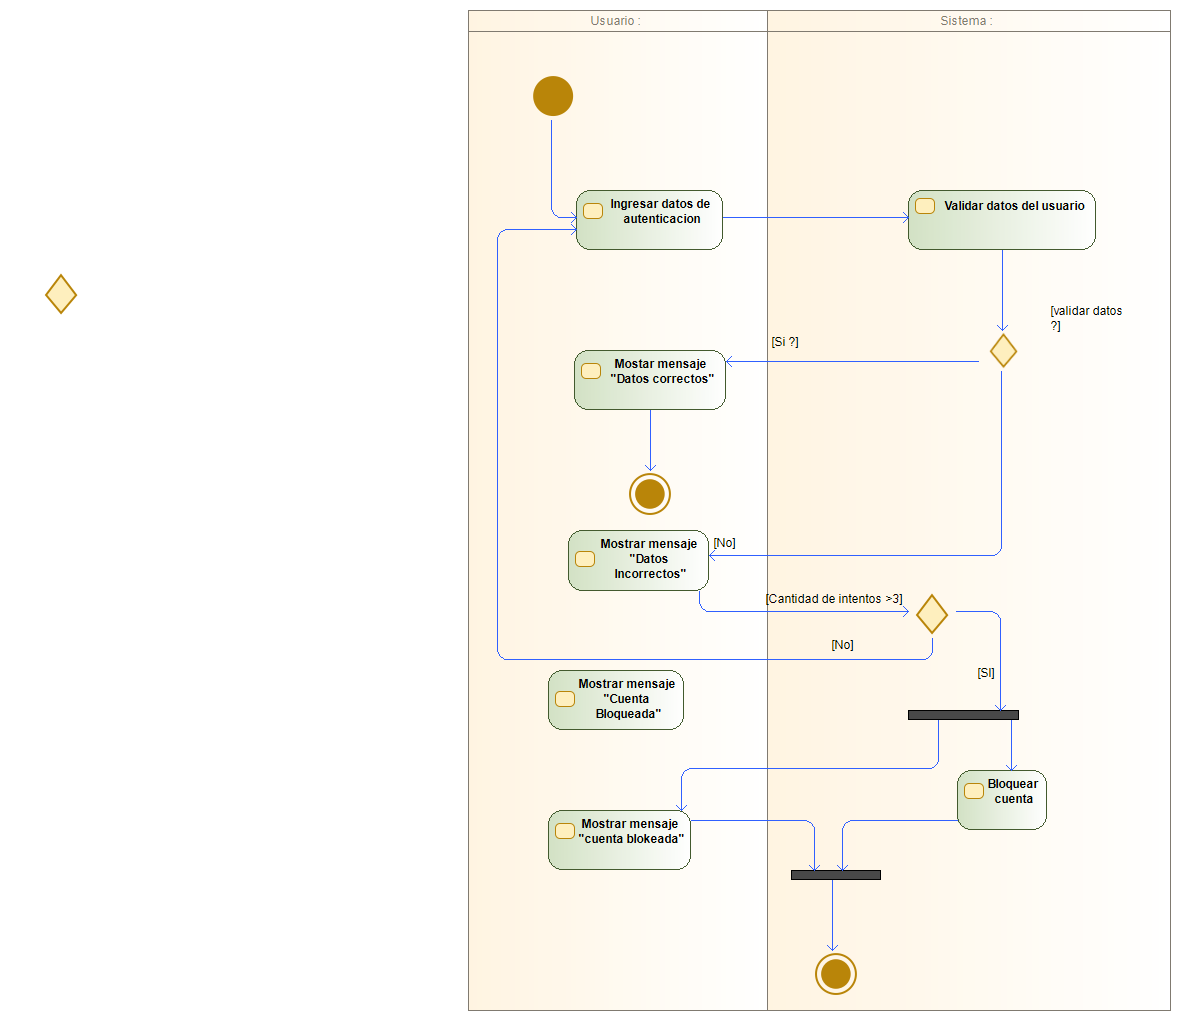 Usuario :
Sistema :
Ingresar datos de
autenticacion
Validar datos del usuario
[validar datos
?]
[Si ?]
Mostar mensaje
"Datos correctos"
Mostrar mensaje
"Datos
Incorrectos"
[No]
[Cantidad de intentos >3]
[No]
[SI]
Mostrar mensaje
"Cuenta
Bloqueada"
Bloquear
cuenta
Mostrar mensaje
"cuenta blokeada"